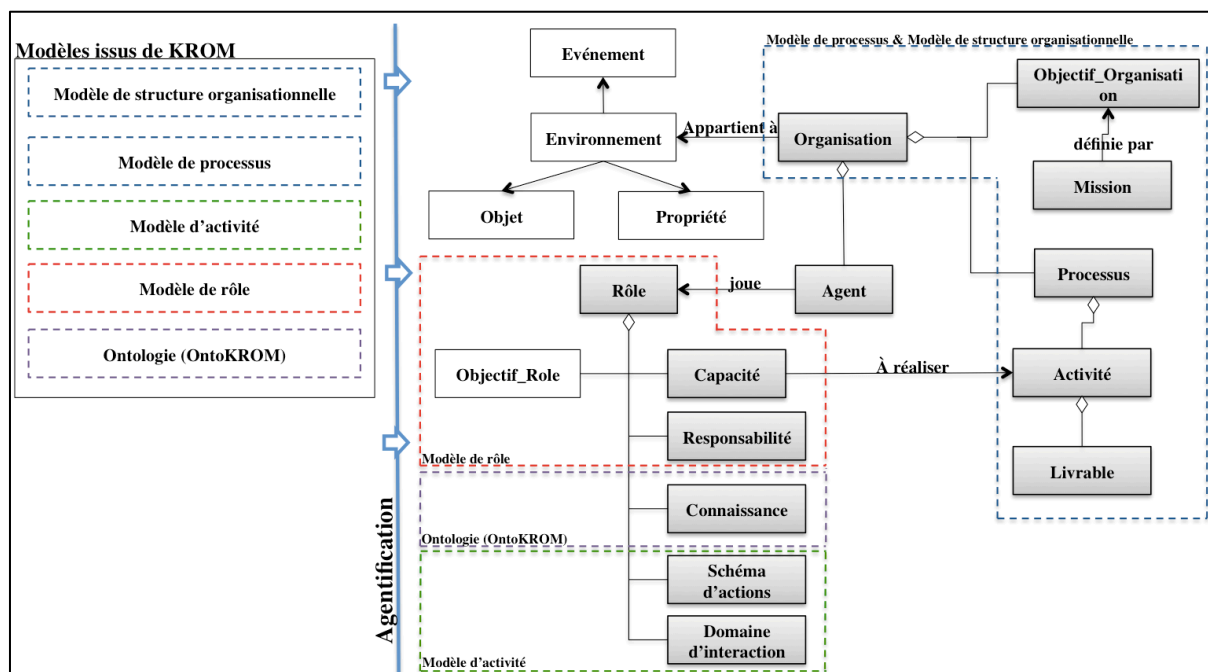 Modèles issus de KROM
Modèle de structure organisationnelle
Modèle de processus
Modèle d'activité
Modèle de rôle
Ontologie (OntoKROM)
Agentification
Evénement
Environnement
Objet
Propriété
Appartient à
Modèle de processus & Modèle de structure organisationnelle
Organisation
Objectif_Organisati
on
définie par
Mission
Processus
Activité
Livrable
Agent
joue
Rôle
Objectif_Role
Capacité
À réaliser
Responsabilité
Modèle de rôle
Connaissance
Ontologie (OntoKROM)
Schéma
d'actions
Domaine
d'interaction
Modèle d'activité